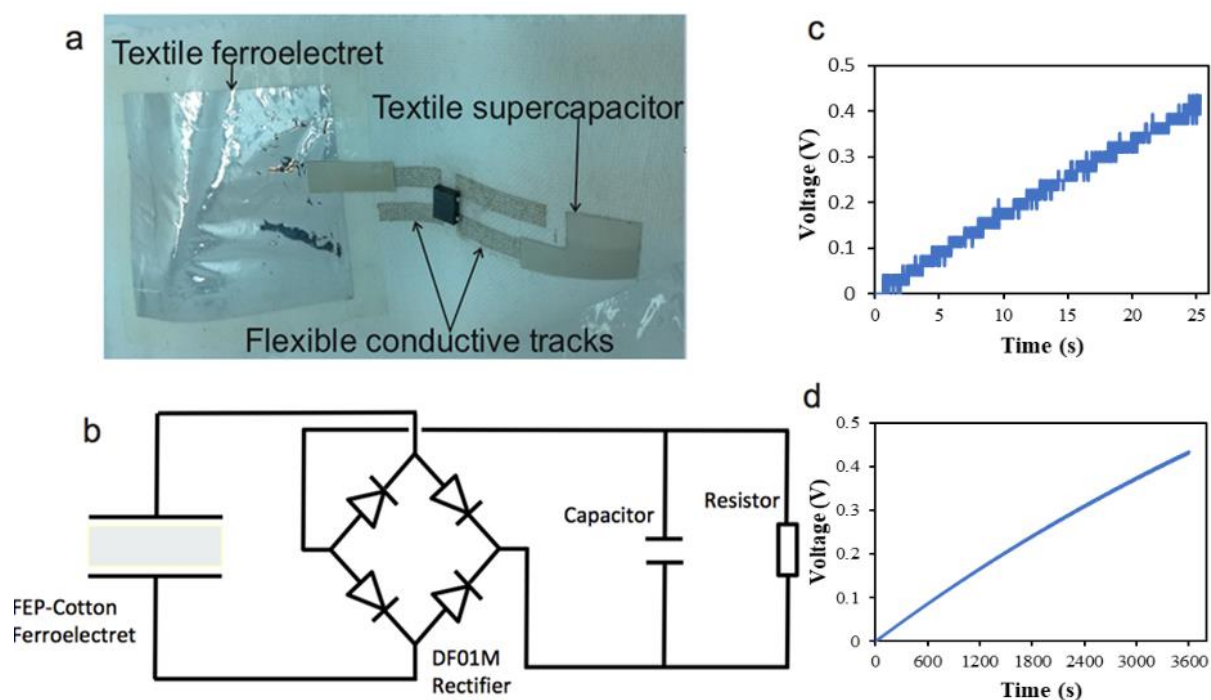 a
Textile ferroelectret
Textile supercapacitor
Flexible conductive tracks
b
FEP-Cotton
Ferroelectret
DF01M
Rectifier
Capacitor
Resistor
c
Voltage (V)
0.5
0.4
0.3
0.2
0.1
0
0 5 10 15 20 25
Time (s)
d
Voltage (V)
0.5
0.4
0.3
0.2
0.1
0
0 600 1200 1800 2400 3000 3600
Time (s)